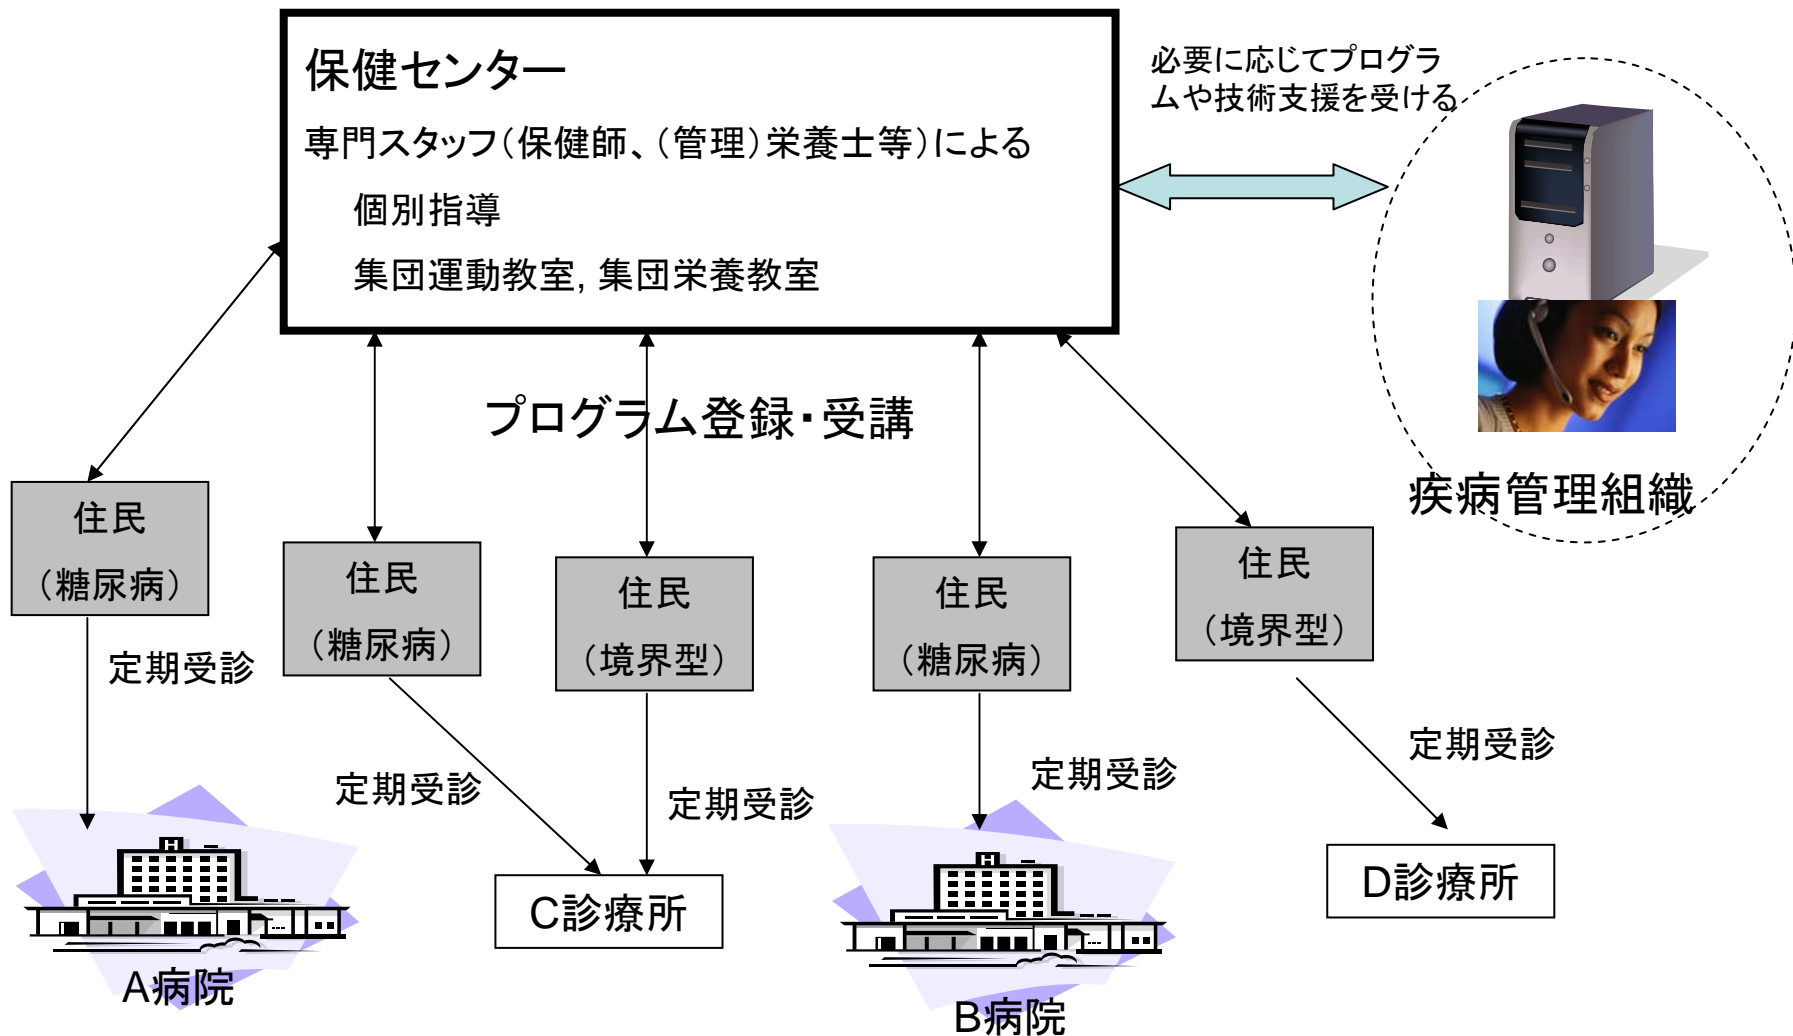 保健センター
専門スタッフ(保健師、(管理)栄養士等)による
個別指導
集団運動教室, 集団栄養教室
必要に応じてプログラ
ムや技術支援を受ける
疾病管理組織
プログラム登録・受講
住民
(糖尿病)
住民
(糖尿病)
住民
(境界型)
住民
(糖尿病)
住民
(境界型)
定期受診
定期受診
定期受診
定期受診
定期受診
H
A病院
C診療所
H
B病院
D診療所